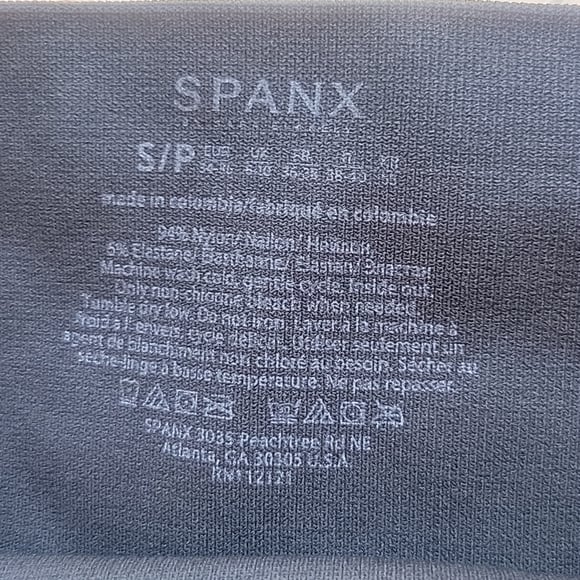 SPANX
S/P EUR UK FR
made in colombia/fabriqué en colombie
94% Nylon/ Nailon/ Нейлон
6% Elastane/ Elasthanne/ Elastan/ Эластан
Machine wash cold, gentle cycle. Inside out.
Only non-chlorine bleach when needed.
Tumble dry low. Do not iron. Laver à la machine à
froid à l'envers, cycle délicat. Utiliser seulement un
agent de blanchiment non chloré au besoin. Sécher au
sèche-linge à basse température. Ne pas repasser.
SPANX 3035 Peachtree Rd NE
Atlanta, GA 30305 U.S.A.
RN112121